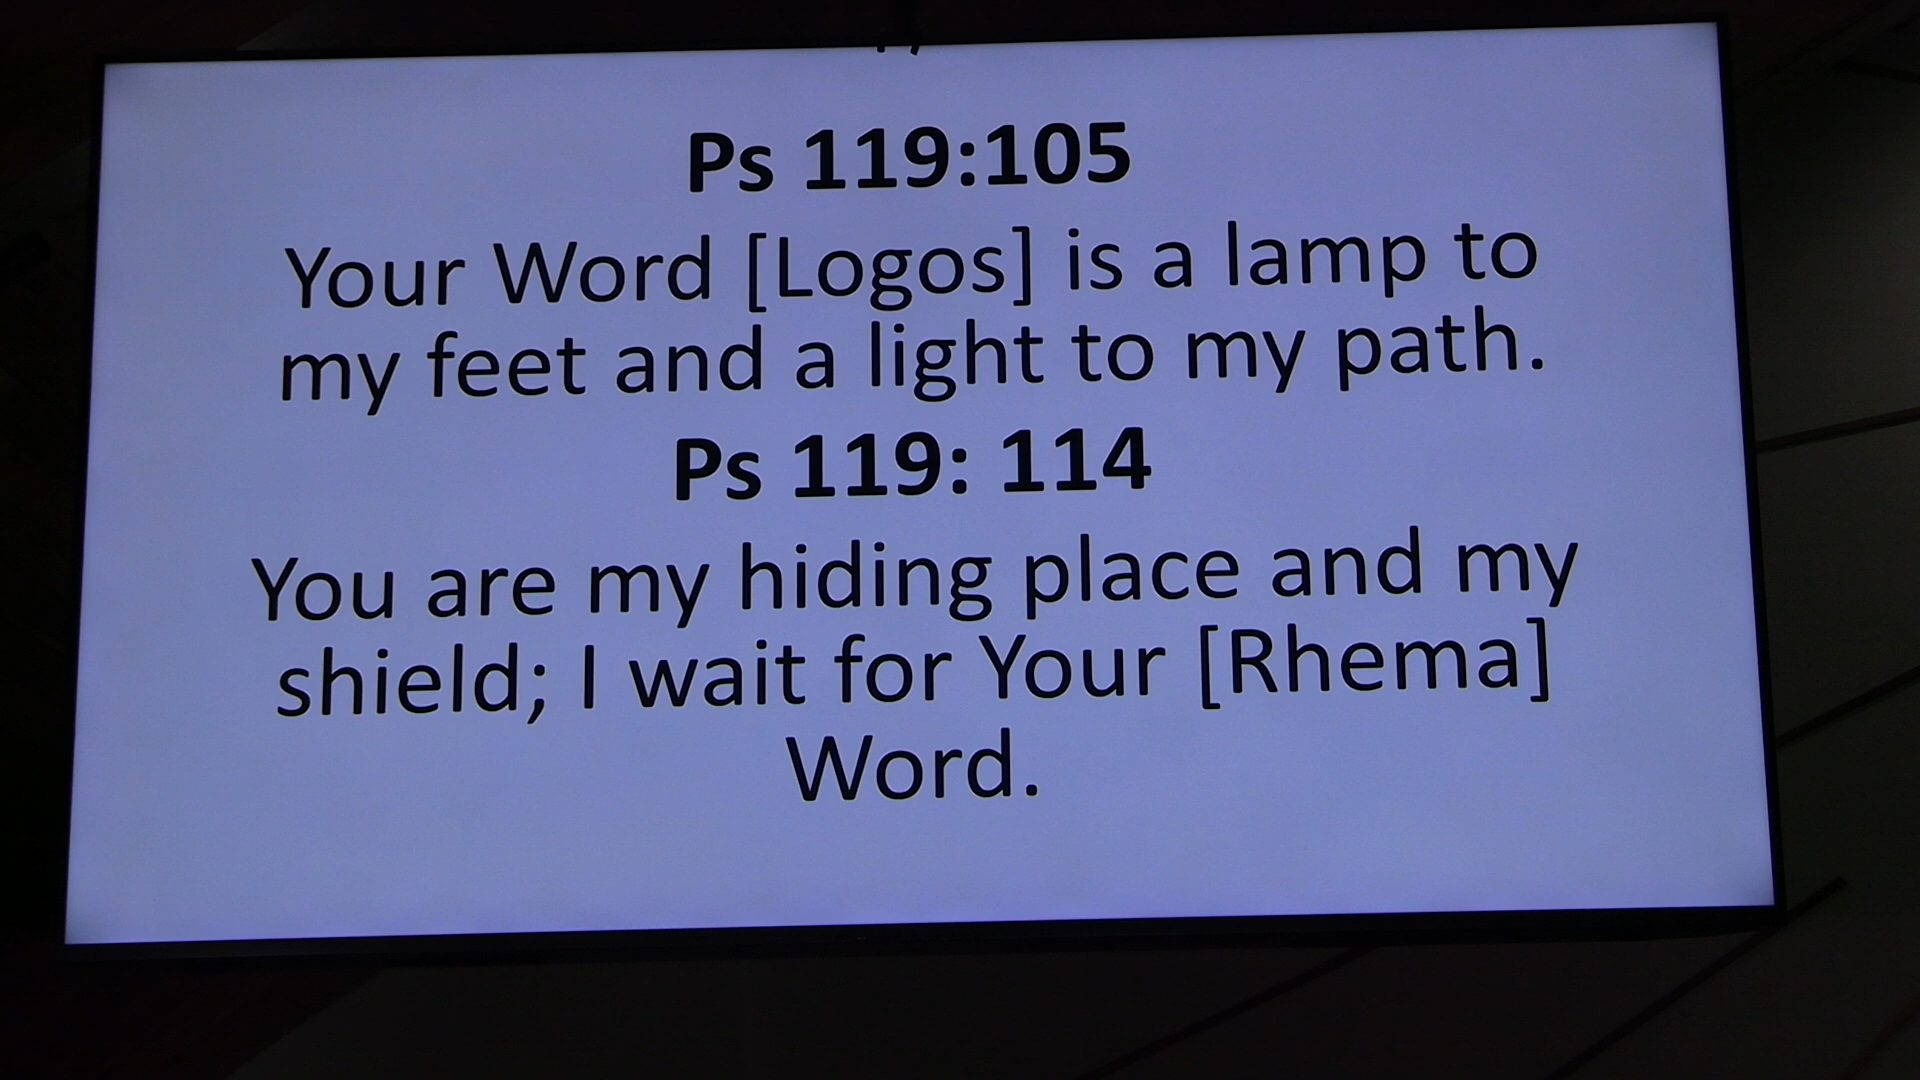 Ps 119:105
Your Word [Logos] is a lamp to
my feet and a light to my path.
Ps 119: 114
You are my hiding place and my
shield; I wait for Your [Rhema]
Word.